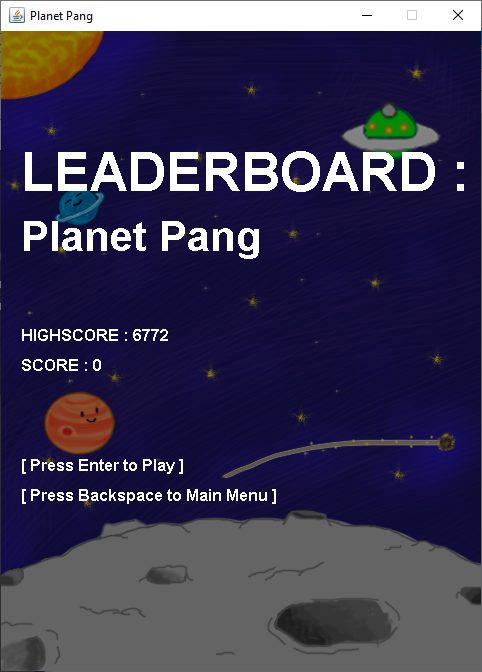 Planet Pang
LEADERBOARD :
Planet Pang
HIGHSCORE : 6772
SCORE : 0
[ Press Enter to Play ]
[ Press Backspace to Main Menu ]